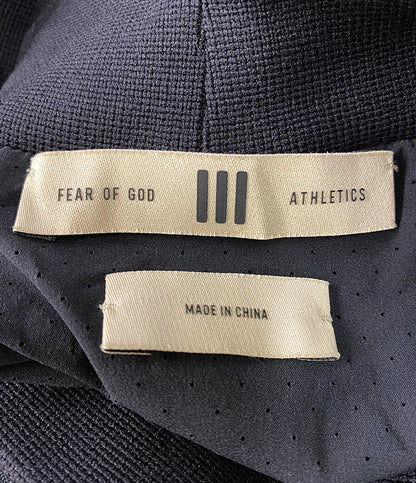 FEAR OF GOD ATHLETICS
MADE IN CHINA